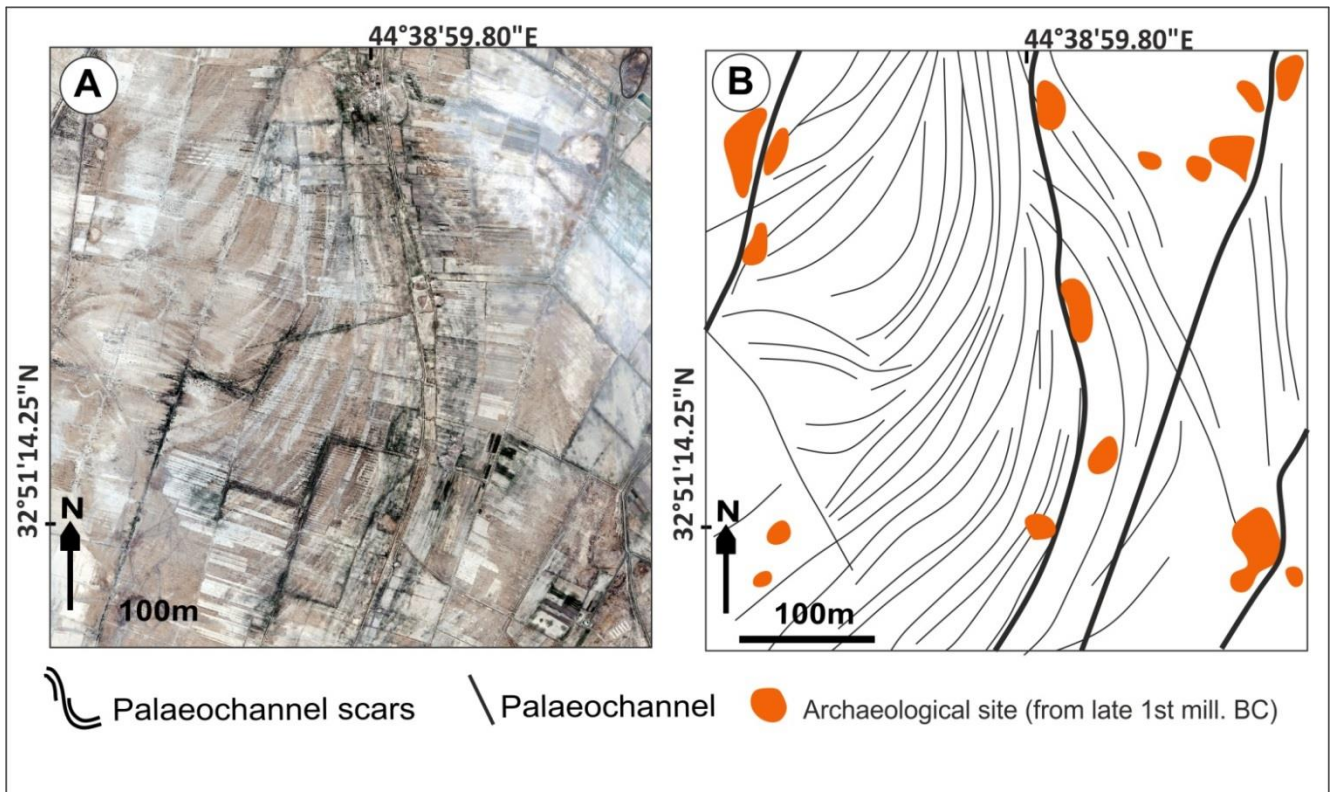 44°38'59.80"E
44°38'59.80"E
A
B
32°51'14.25"N
32°51'14.25"N
N
N
100m
100m
Palaeochannel scars
Palaeochannel
Archaeological site (from late 1st mill. BC)